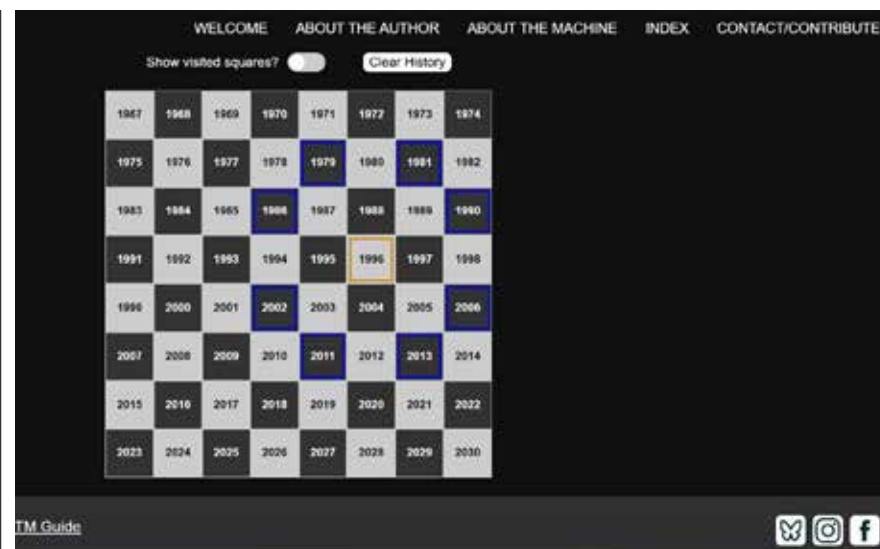 WELCOME ABOUT THE AUTHOR ABOUT THE MACHINE INDEX CONTACT/CONTRIBUTE
Show visited squares? Clear History
1967 1968 1969 1970 1971 1972 1973 1974
1975 1976 1977 1978 1979 1980 1981 1982
1983 1984 1985 1986 1987 1988 1989 1990
1991 1992 1993 1994 1995 1996 1997 1998
1999 2000 2001 2002 2003 2004 2005 2006
2007 2008 2009 2010 2011 2012 2013 2014
2015 2016 2017 2018 2019 2020 2021 2022
2023 2024 2025 2026 2027 2028 2029 2030
TM Guide